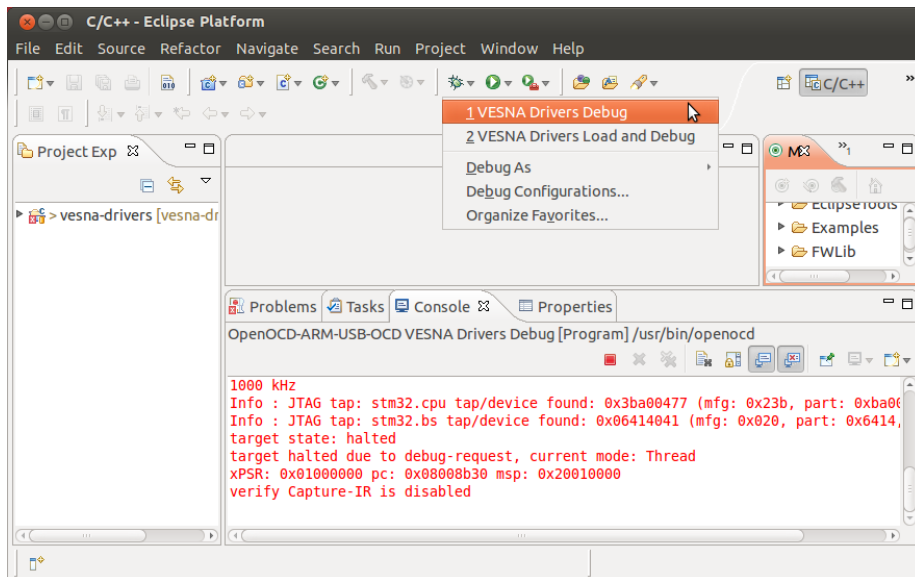 C/C++ - Eclipse Platform
File Edit Source Refactor Navigate Search Run Project Window Help
C/C++ »
1 VESNA Drivers Debug
2 VESNA Drivers Load and Debug
Debug As
Debug Configurations...
Organize Favorites...
Project Exp
»1
> vesna-drivers [vesna-dr
EclipseTools
Examples
FWLib
Problems Tasks Console Properties
OpenOCD-ARM-USB-OCD VESNA Drivers Debug [Program] /usr/bin/openocd
1000 kHz
Info : JTAG tap: stm32.cpu tap/device found: 0x3ba00477 (mfg: 0x23b, part: 0xba00
Info : JTAG tap: stm32.bs tap/device found: 0x06414041 (mfg: 0x020, part: 0x6414,
target state: halted
target halted due to debug-request, current mode: Thread
xPSR: 0x01000000 pc: 0x08008b30 msp: 0x20010000
verify Capture-IR is disabled